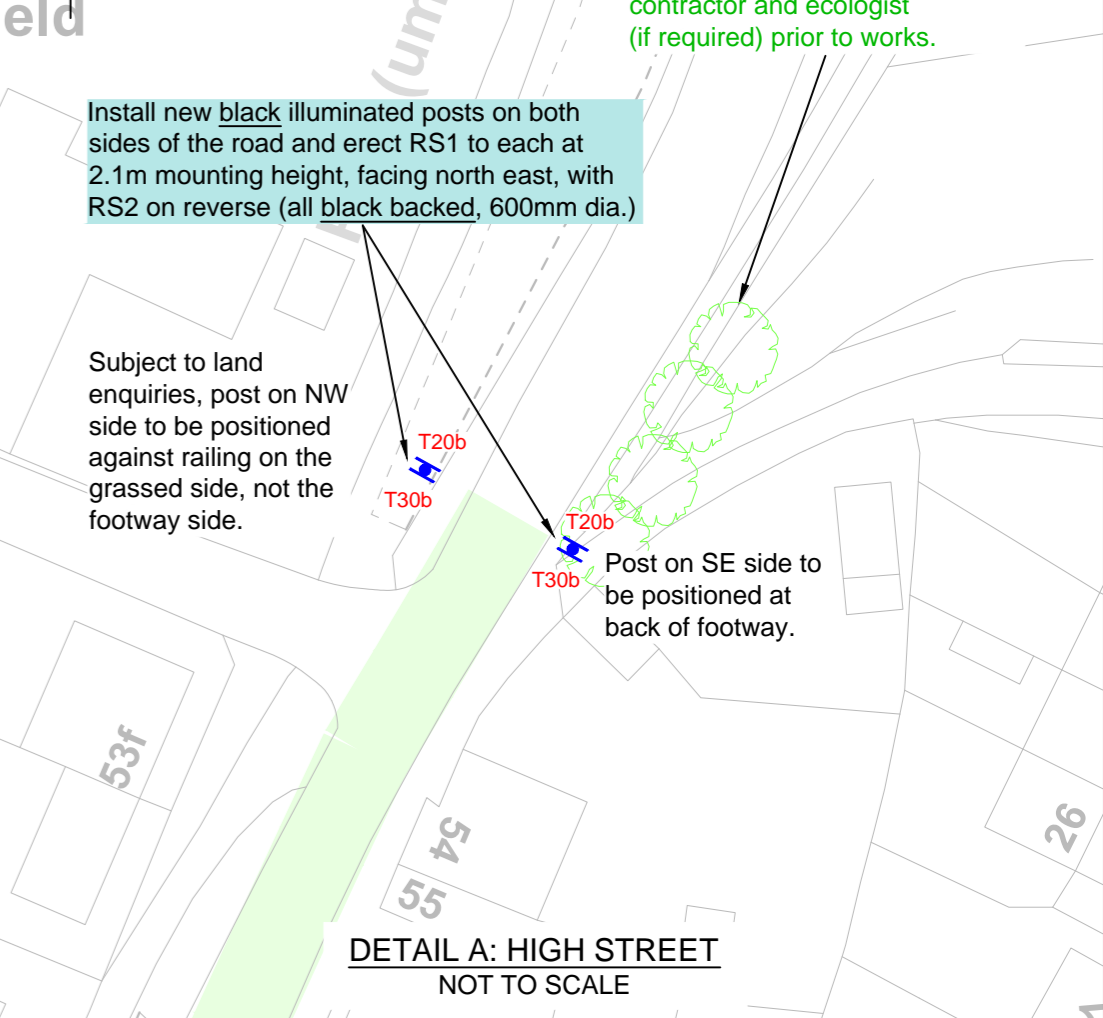 eld
contractor and ecologist
(if required) prior to works.
(um
Install new black illuminated posts on both
sides of the road and erect RS1 to each at
2.1m mounting height, facing north east, with
RS2 on reverse (all black backed, 600mm dia.)
Subject to land
enquiries, post on NW
side to be positioned
against railing on the
grassed side, not the
footway side.
T20b
T30b
T20b
T30b
Post on SE side to
be positioned at
back of footway.
53f
54
55
26
DETAIL A: HIGH STREET
NOT TO SCALE